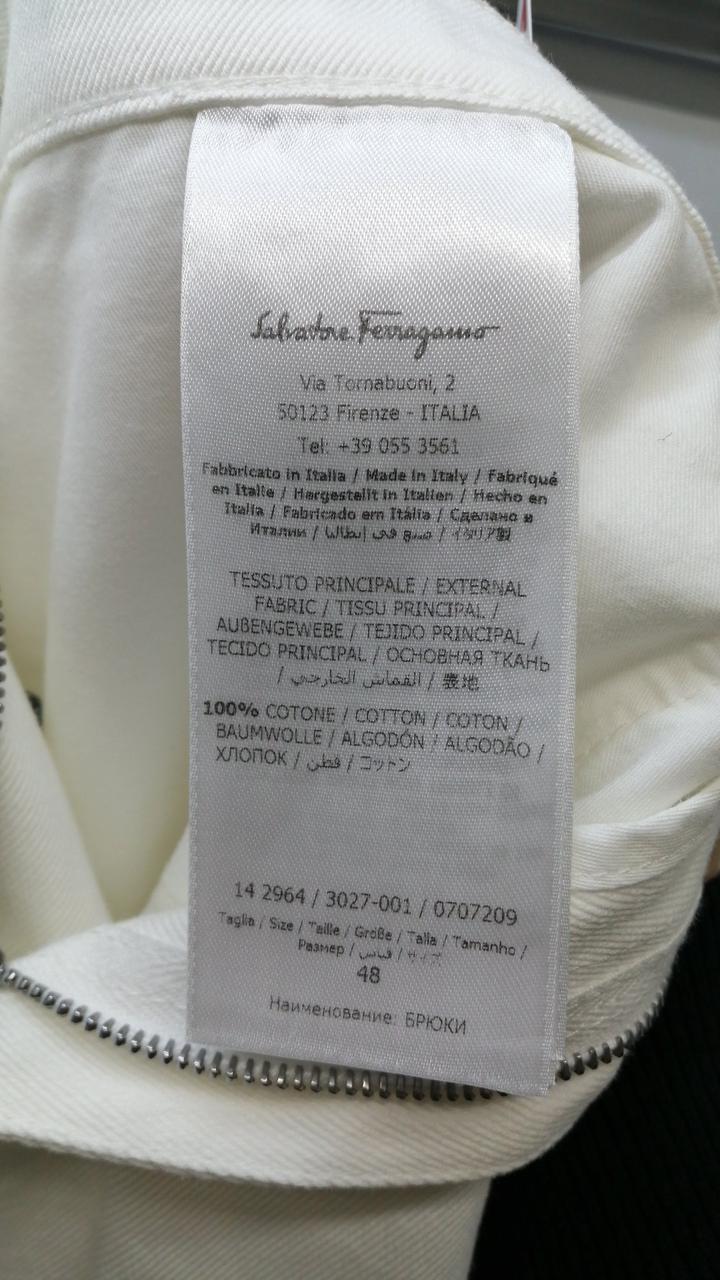 Salvatore Ferragamo
Via Tornabuoni, 2
50123 Firenze - ITALIA
Tel: +39 055 3561
Fabbricato in Italia / Made in Italy / Fabriqué
en Italie / Hergestellt in Italien / Hecho en
Italia / Fabricado em Itália / Сделано в
Италии / صنع في إيطاليا / イタリア製
TESSUTO PRINCIPALE / EXTERNAL
FABRIC / TISSU PRINCIPAL /
AUßENGEWEBE / TEJIDO PRINCIPAL /
TECIDO PRINCIPAL / ОСНОВНАЯ ТКАНЬ
/ القماش الخارجي / 表地
100% COTONE / COTTON / COTON /
BAUMWOLLE / ALGODÓN / ALGODÃO /
ХЛОПОК / قطن / コットン
14 2964 / 3027-001 / 0707209
Taglia / Size / Taille / Größe / Talla / Tamanho /
Размер / قياس / サイズ
48
Наименование: БРЮКИ